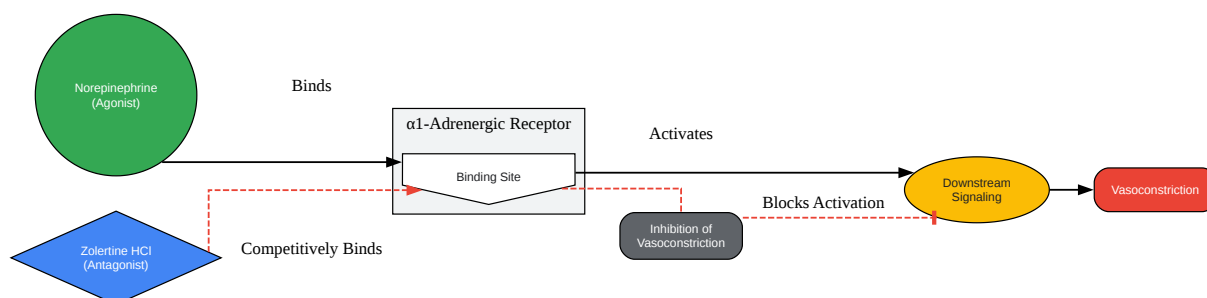 Norepinephrine
(Agonist)
Binds
α1-Adrenergic Receptor
Binding Site
Activates
Downstream
Signaling
Vasoconstriction
Blocks Activation
Inhibition of
Vasoconstriction
Competitively Binds
Zolertine HCl
(Antagonist)